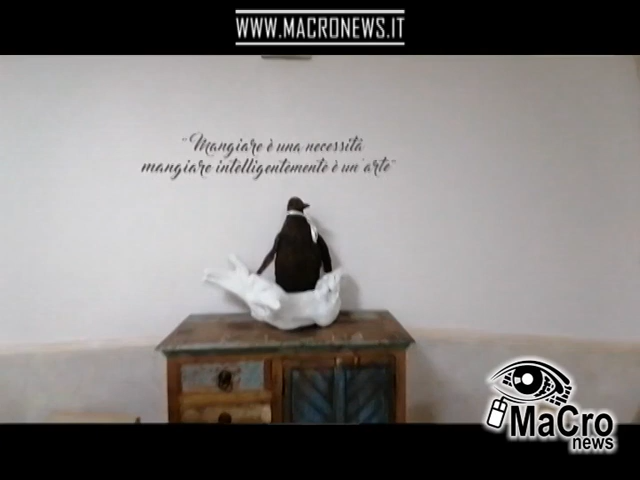 WWW.MACRONEWS.IT
"Mangiare è una necessità
mangiare intelligentemente è un'arte"
MaCro
news